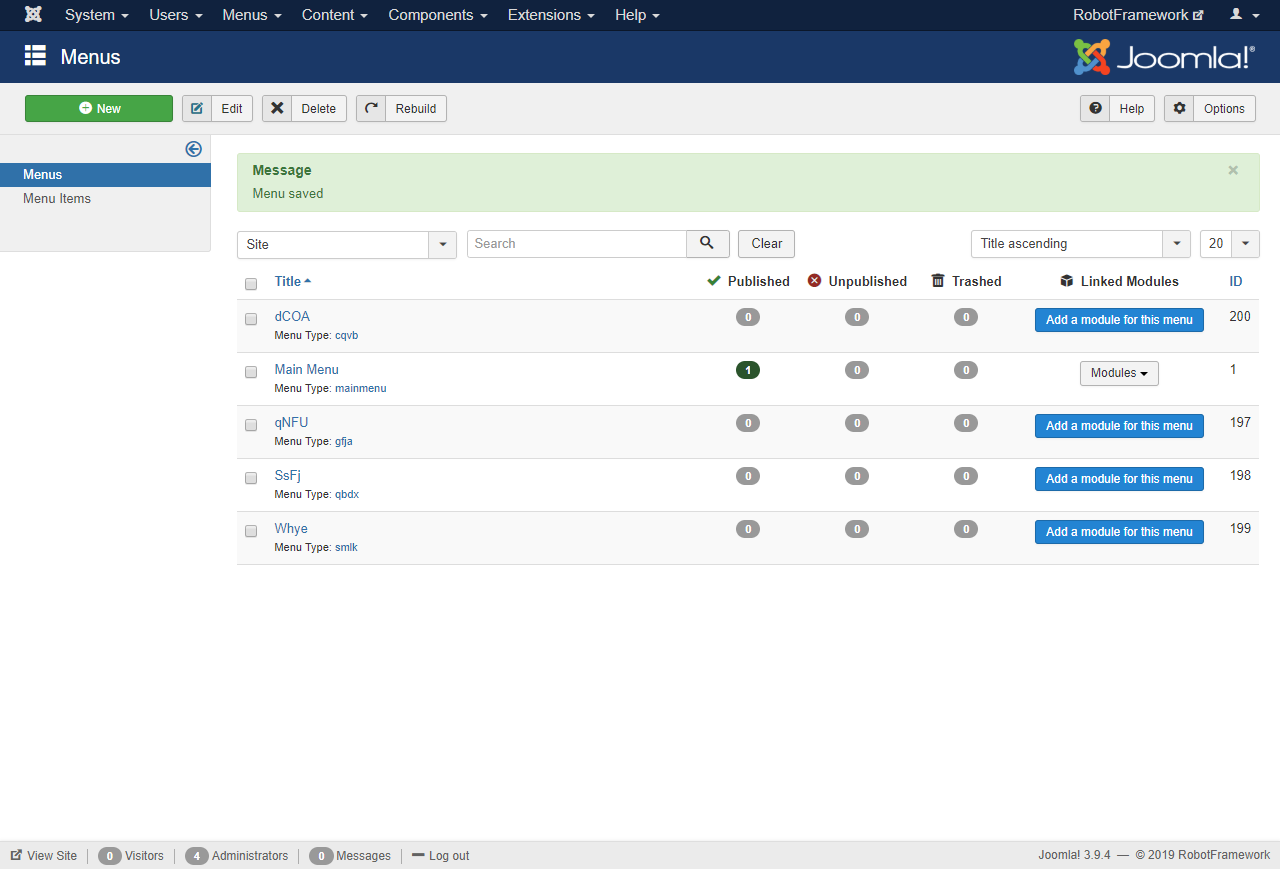 System Users Menus Content Components Extensions Help RobotFramework
Menus Joomla!®
New Edit Delete Rebuild Help Options
Menus
Menu Items
Message
Menu saved
×
Site Search Clear Title ascending 20
Title Published Unpublished Trashed Linked Modules ID
dCOA 0 0 0 Add a module for this menu 200
Menu Type: cqvb
Main Menu 1 0 0 Modules 1
Menu Type: mainmenu
qNFU 0 0 0 Add a module for this menu 197
Menu Type: gfja
SsFj 0 0 0 Add a module for this menu 198
Menu Type: qbdx
Whye 0 0 0 Add a module for this menu 199
Menu Type: smlk
View Site 0 Visitors 4 Administrators 0 Messages Log out Joomla! 3.9.4 — © 2019 RobotFramework